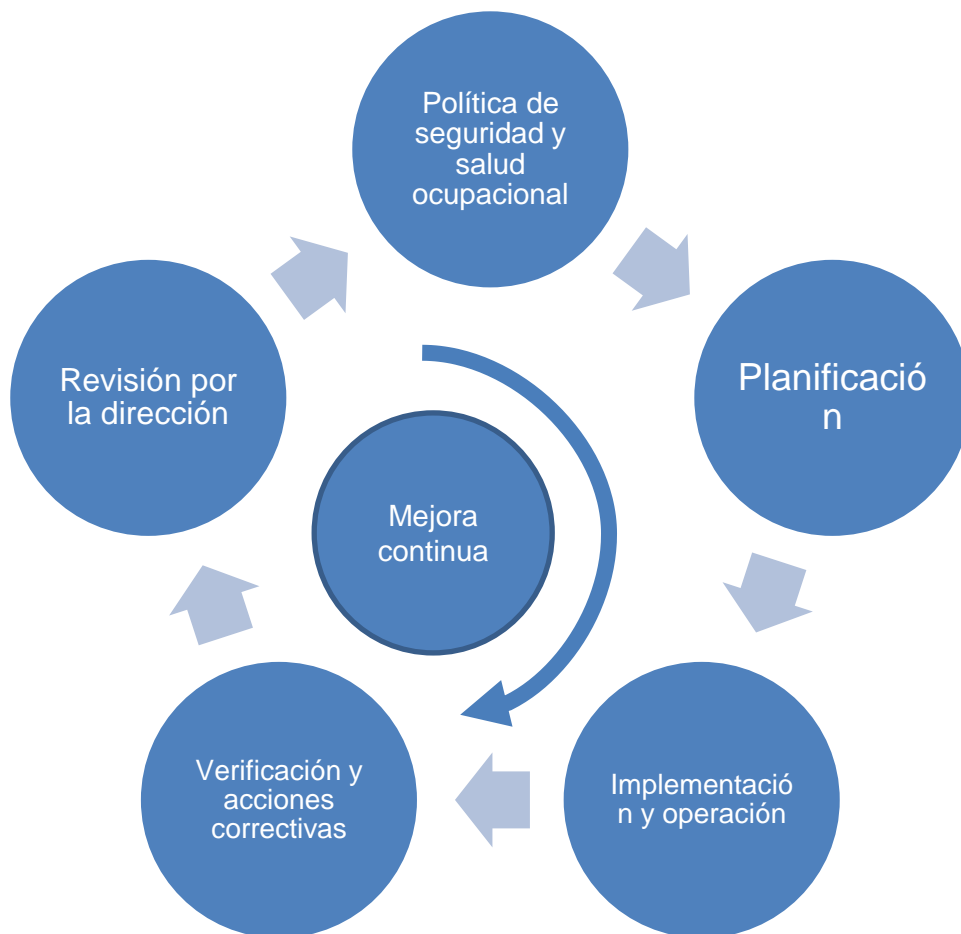 Política de
seguridad y
salud
ocupacional
Planificació
n
Implementació
n y operación
Verificación y
acciones
correctivas
Revisión por
la dirección
Mejora
continua